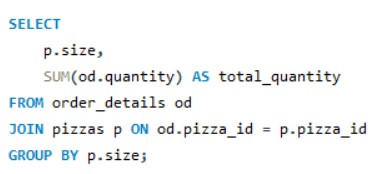 SELECT
    p.size,
    SUM(od.quantity) AS total_quantity
FROM order_details od
JOIN pizzas p ON od.pizza_id = p.pizza_id
GROUP BY p.size;